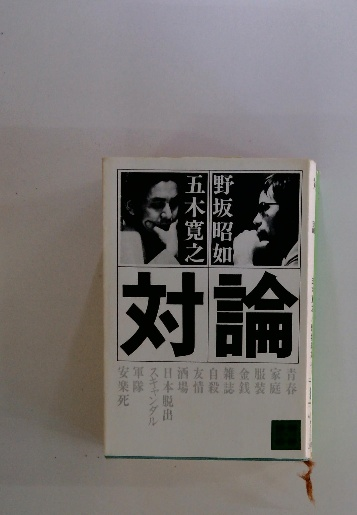 野坂昭如
五木寛之
対論
青春
家庭
服装
金銭
雑誌
自殺
友情
酒場
日本脱出
スキャンダル
軍隊
安楽死